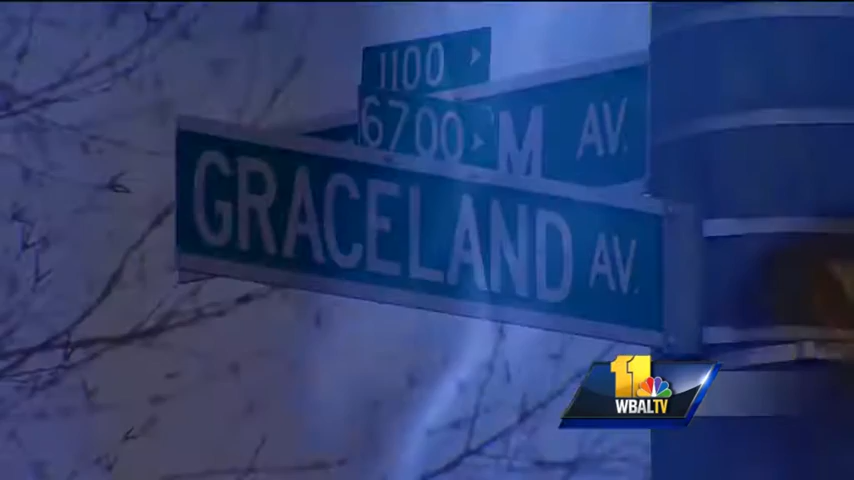 1100
6700
M AV.
GRACELAND AV.
11
WBALTV